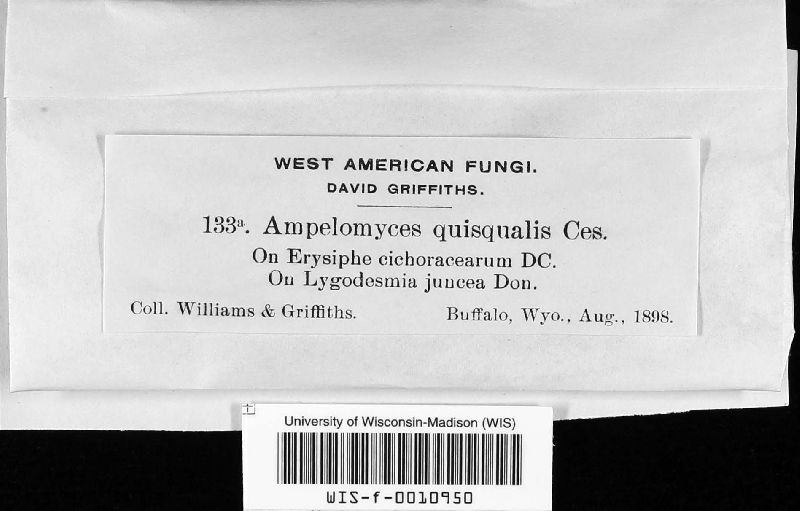 WEST AMERICAN FUNGI.
DAVID GRIFFITHS.
133a. Ampelomyces quisqualis Ces.
On Erysiphe cichoracearum DC.
On Lygodesmia juncea Don.
Coll. Williams & Griffiths. Buffalo, Wyo., Aug., 1898.
University of Wisconsin-Madison (WIS)
WIS-f-0010950